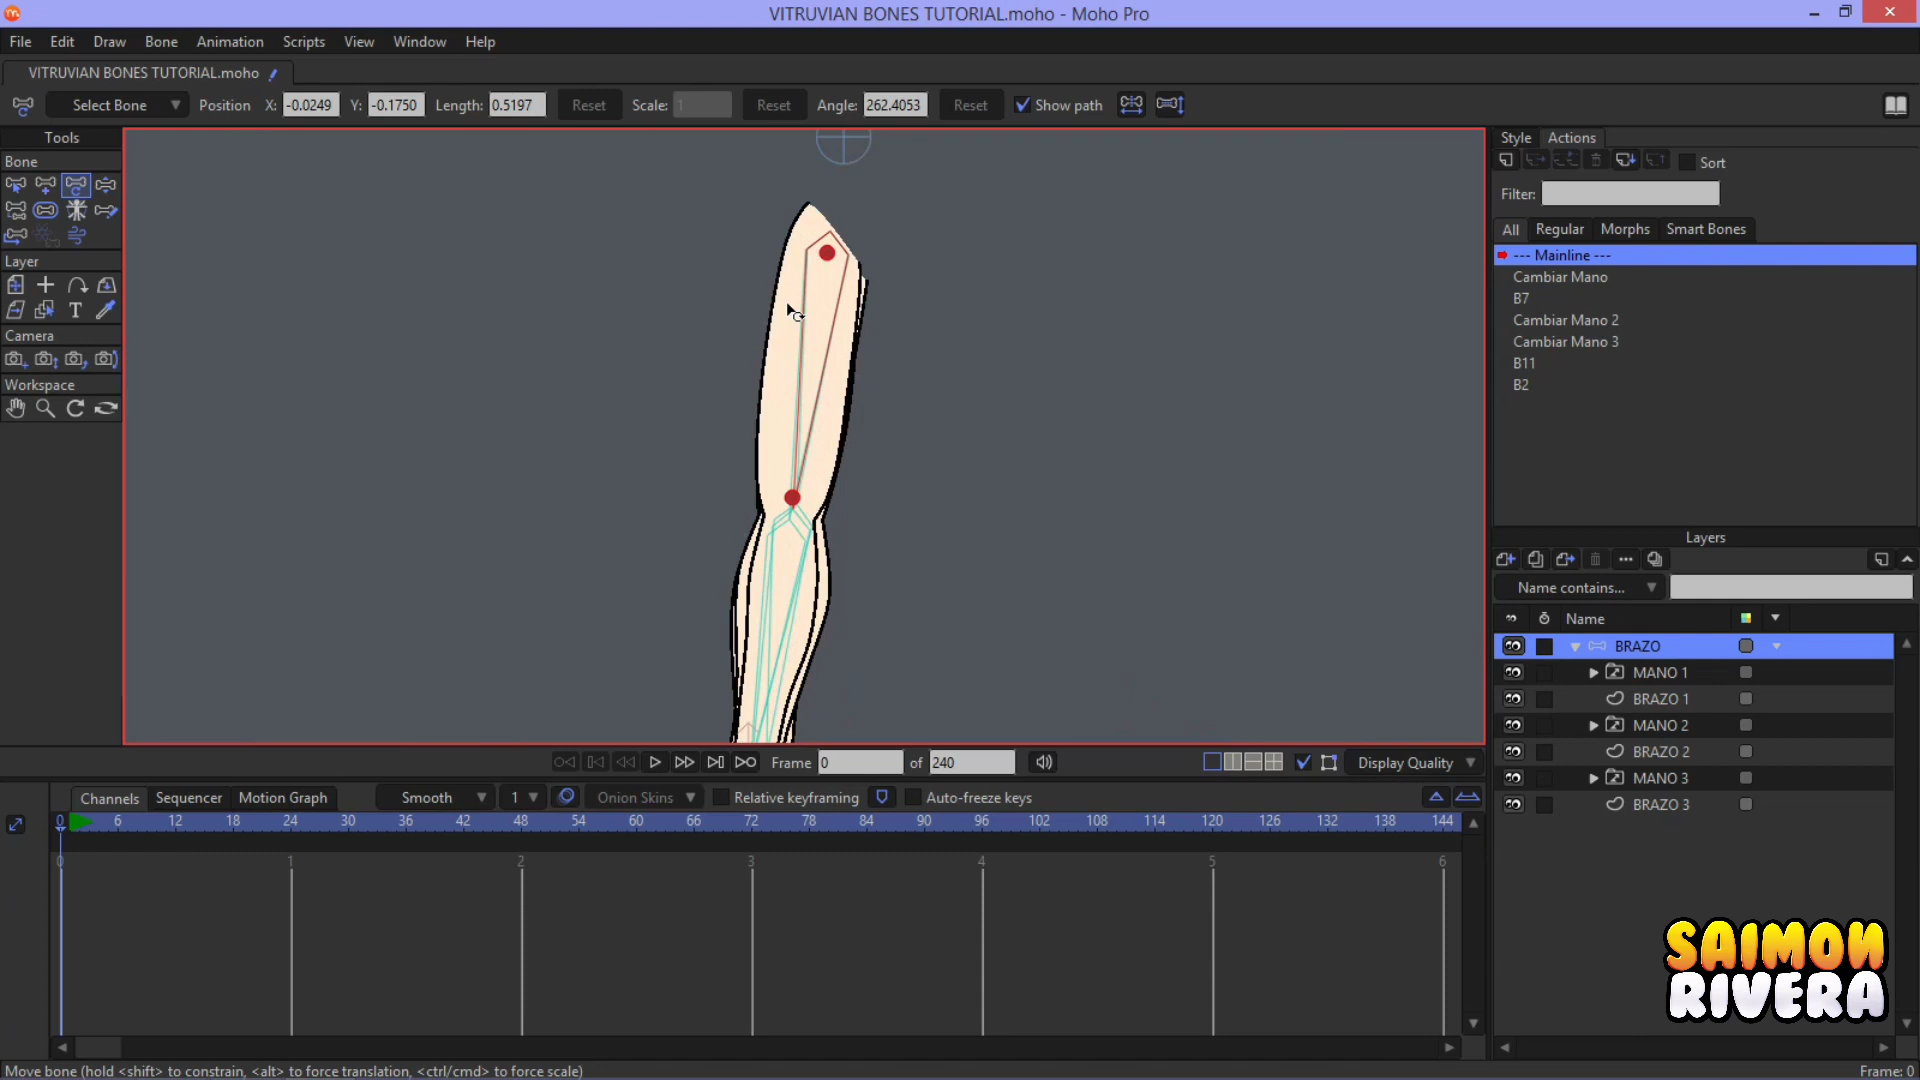 VITRUVIAN BONES TUTORIAL.moho - Moho Pro
File Edit Draw Bone Animation Scripts View Window Help
VITRUVIAN BONES TUTORIAL.moho
Select Bone Position X: -0.0249 Y: -0.1750 Length: 0.5197 Reset Scale: 1 Reset Angle: 262.4053 Reset Show path
Tools
Bone
Layer
T
Camera
Workspace
Style Actions
Sort
Filter:
All Regular Morphs Smart Bones
--- Mainline ---
Cambiar Mano
B7
Cambiar Mano 2
Cambiar Mano 3
B11
B2
Layers
Name contains...
Name
BRAZO
MANO 1
BRAZO 1
MANO 2
BRAZO 2
MANO 3
BRAZO 3
Frame 0 of 240 Display Quality
Channels Sequencer Motion Graph Smooth 1 Onion Skins Relative keyframing Auto-freeze keys
0 6 12 18 24 30 36 42 48 54 60 66 72 78 84 90 96 102 108 114 120 126 132 138 144
0 1 2 3 4 5 6
SAIMON
RIVERA
Move bone (hold <shift> to constrain, <alt> to force translation, <ctrl/cmd> to force scale) Frame: 0